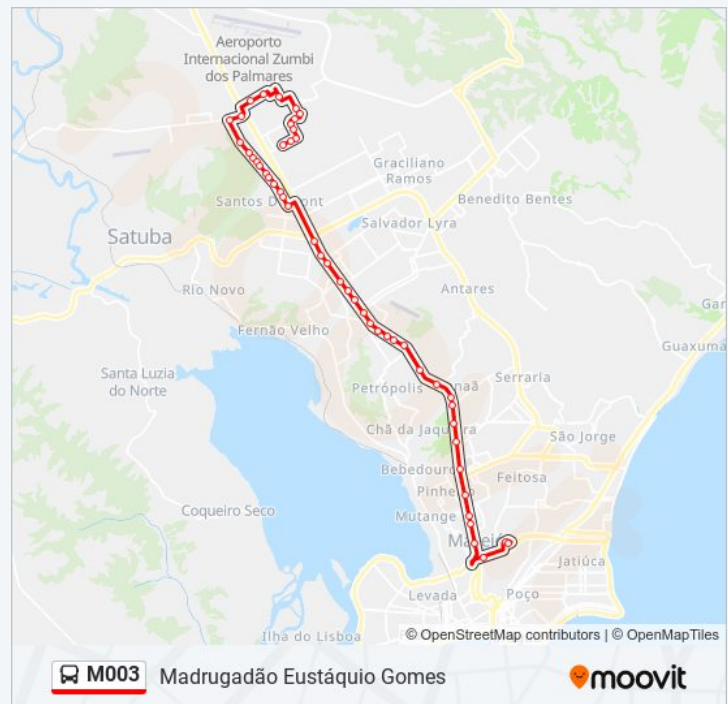 Aeroporto
Internacional Zumbi
dos Palmares
Graciliano
Ramos
Benedito Bentes
Santos Dumont
Salvador Lyra
Satuba
Rio Novo
Antares
Gar
Fernão Velho
Guaxuma
Santa Luzia
do Norte
Petrópolis
Serraria
Chã da Jaqueira
São Jorge
Bebedouro
Feitosa
Pinheiro
Coqueiro Seco
Mutange
Maceió
Jatiúca
Levada
Poço
Ilha do Lisboa
© OpenStreetMap contributors | © OpenMapTiles
M003 Madrugadão Eustáquio Gomes
moovit